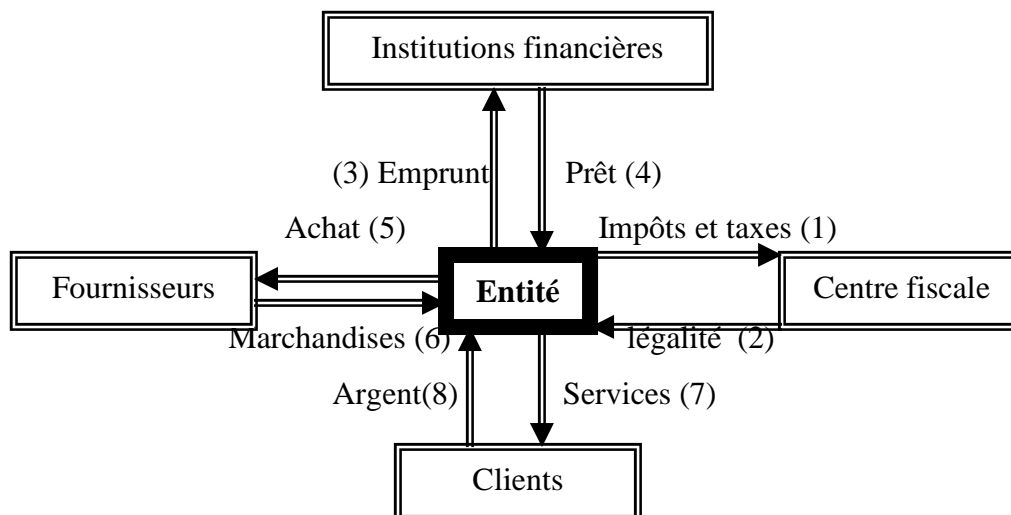 Institutions financières
(3) Emprunt
Prêt (4)
Achat (5)
Impôts et taxes (1)
Fournisseurs
Entité
Centre fiscale
Marchandises (6)
légalité (2)
Argent(8)
Services (7)
Clients